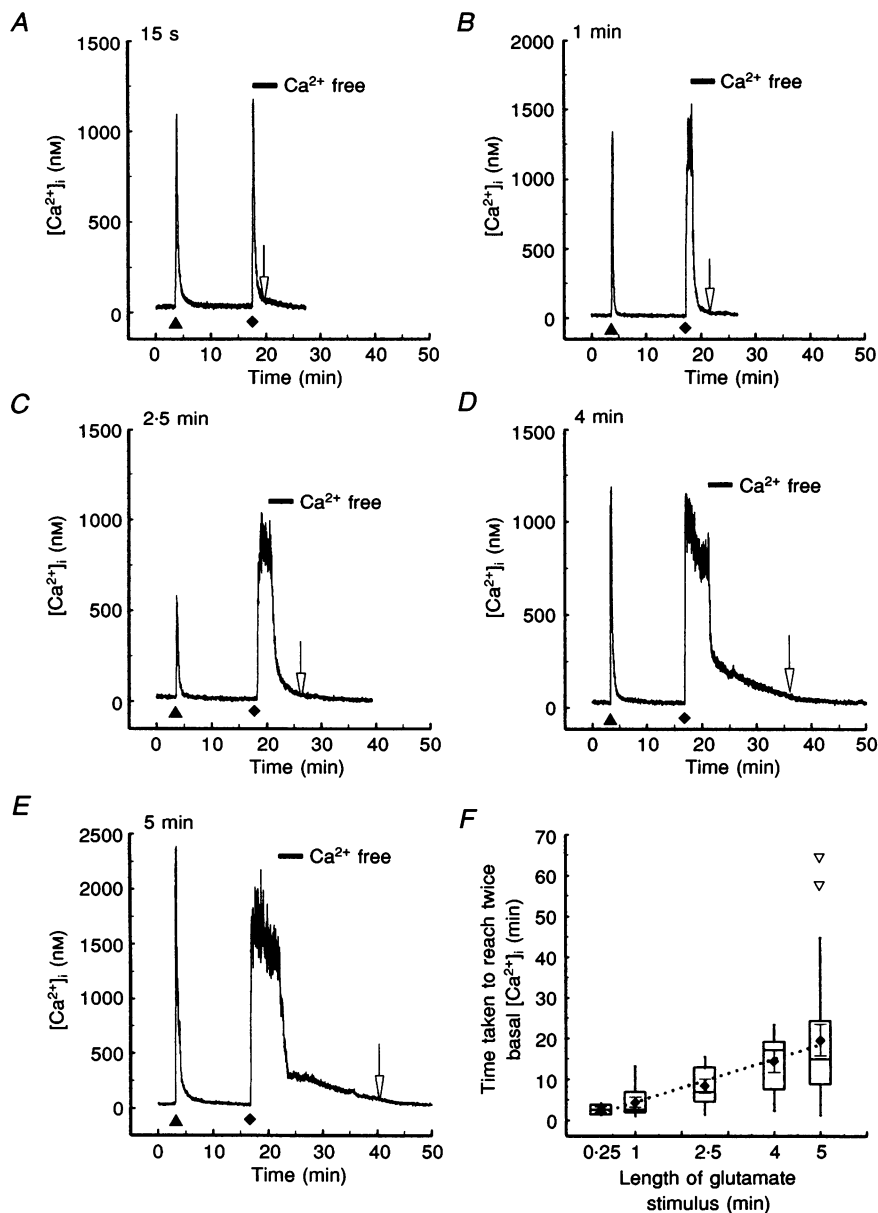 A
15 s
1500
1000
500
0
[Ca²⁺]ᵢ (nM)
Ca²⁺ free
0 10 20 30 40 50
Time (min)
B
1 min
2000
1500
1000
500
0
[Ca²⁺]ᵢ (nM)
Ca²⁺ free
0 10 20 30 40 50
Time (min)
C
2·5 min
1500
1000
500
0
[Ca²⁺]ᵢ (nM)
Ca²⁺ free
0 10 20 30 40 50
Time (min)
D
4 min
1500
1000
500
0
[Ca²⁺]ᵢ (nM)
Ca²⁺ free
0 10 20 30 40 50
Time (min)
E
5 min
2500
2000
1500
1000
500
0
[Ca²⁺]ᵢ (nM)
Ca²⁺ free
0 10 20 30 40 50
Time (min)
F
70
60
50
40
30
20
10
0
Time taken to reach twice
basal [Ca²⁺]ᵢ (min)
0·25 1 2·5 4 5
Length of glutamate
stimulus (min)